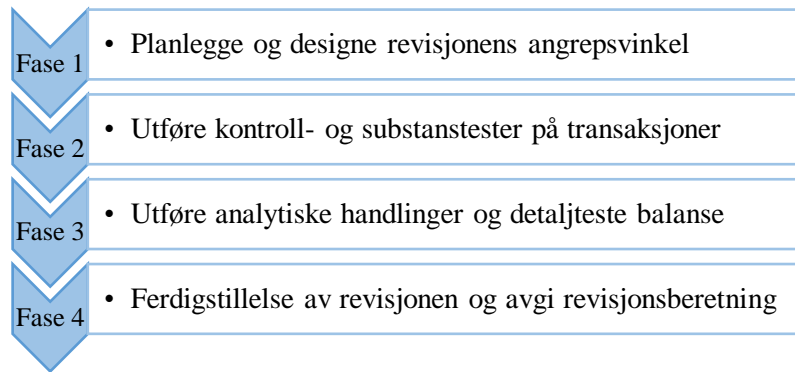 Fase 1
• Planlegge og designe revisjonens angrepsvinkel
Fase 2
• Utføre kontroll- og substanstester på transaksjoner
Fase 3
• Utføre analytiske handlinger og detaljteste balanse
Fase 4
• Ferdigstillelse av revisjonen og avgi revisjonsberetning